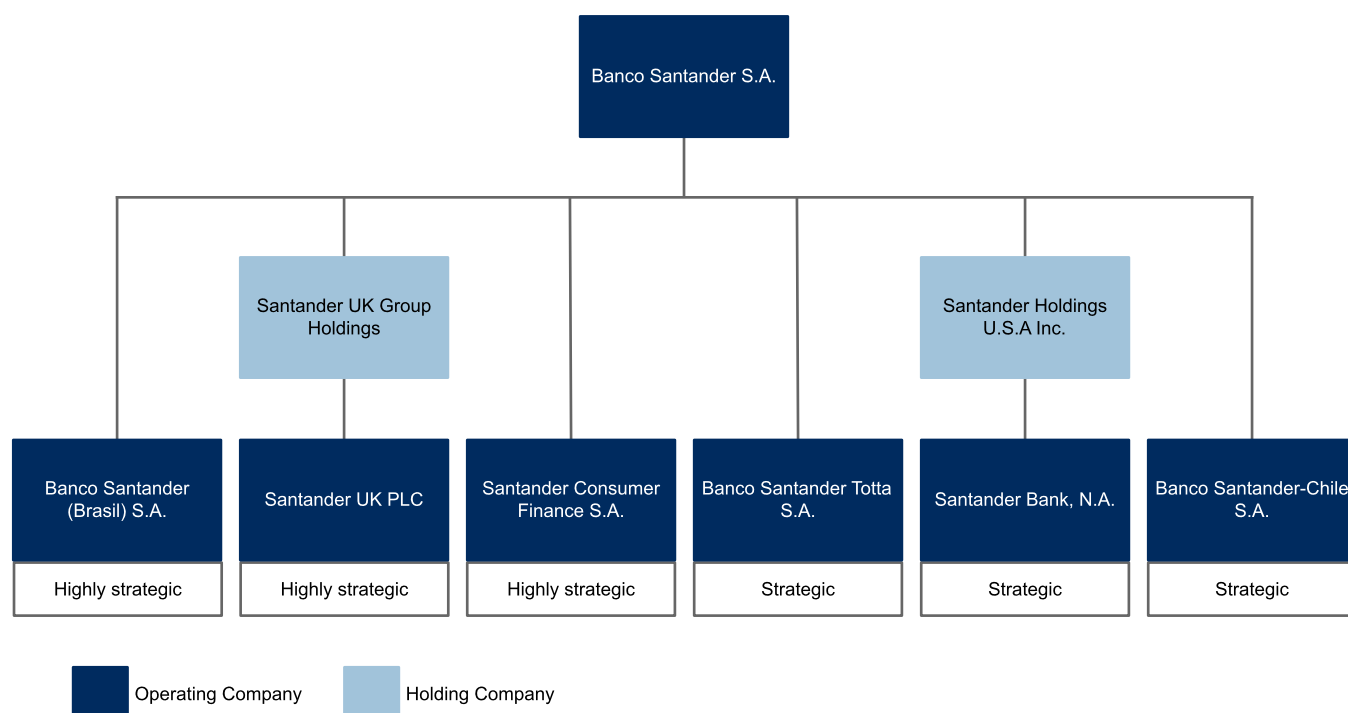 Banco Santander S.A.
Santander UK Group
Holdings
Santander Holdings
U.S.A Inc.
Banco Santander
(Brasil) S.A.
Santander UK PLC
Santander Consumer
Finance S.A.
Banco Santander Totta
S.A.
Santander Bank, N.A.
Banco Santander-Chile
S.A.
Highly strategic
Highly strategic
Highly strategic
Strategic
Strategic
Strategic
Operating Company
Holding Company